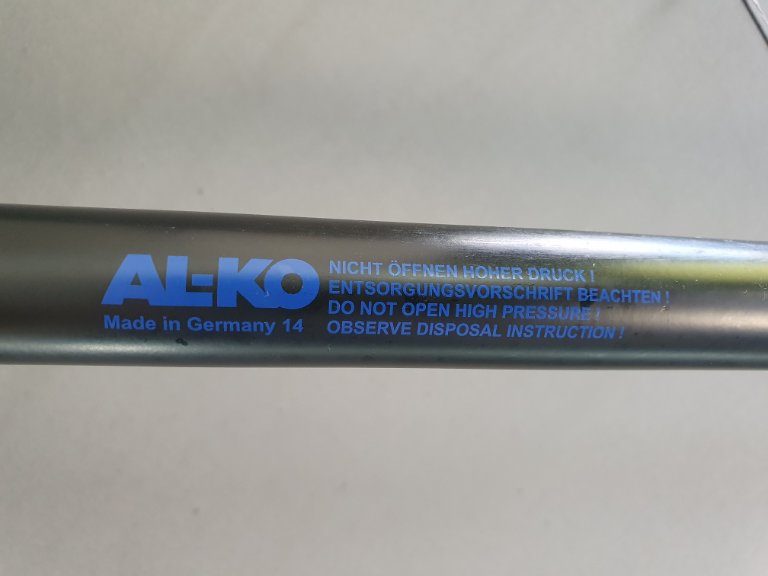 AL-KO
Made in Germany 14
NICHT ÖFFNEN HOHER DRUCK !
ENTSORGUNGSVORSCHRIFT BEACHTEN !
DO NOT OPEN HIGH PRESSURE !
OBSERVE DISPOSAL INSTRUCTION !